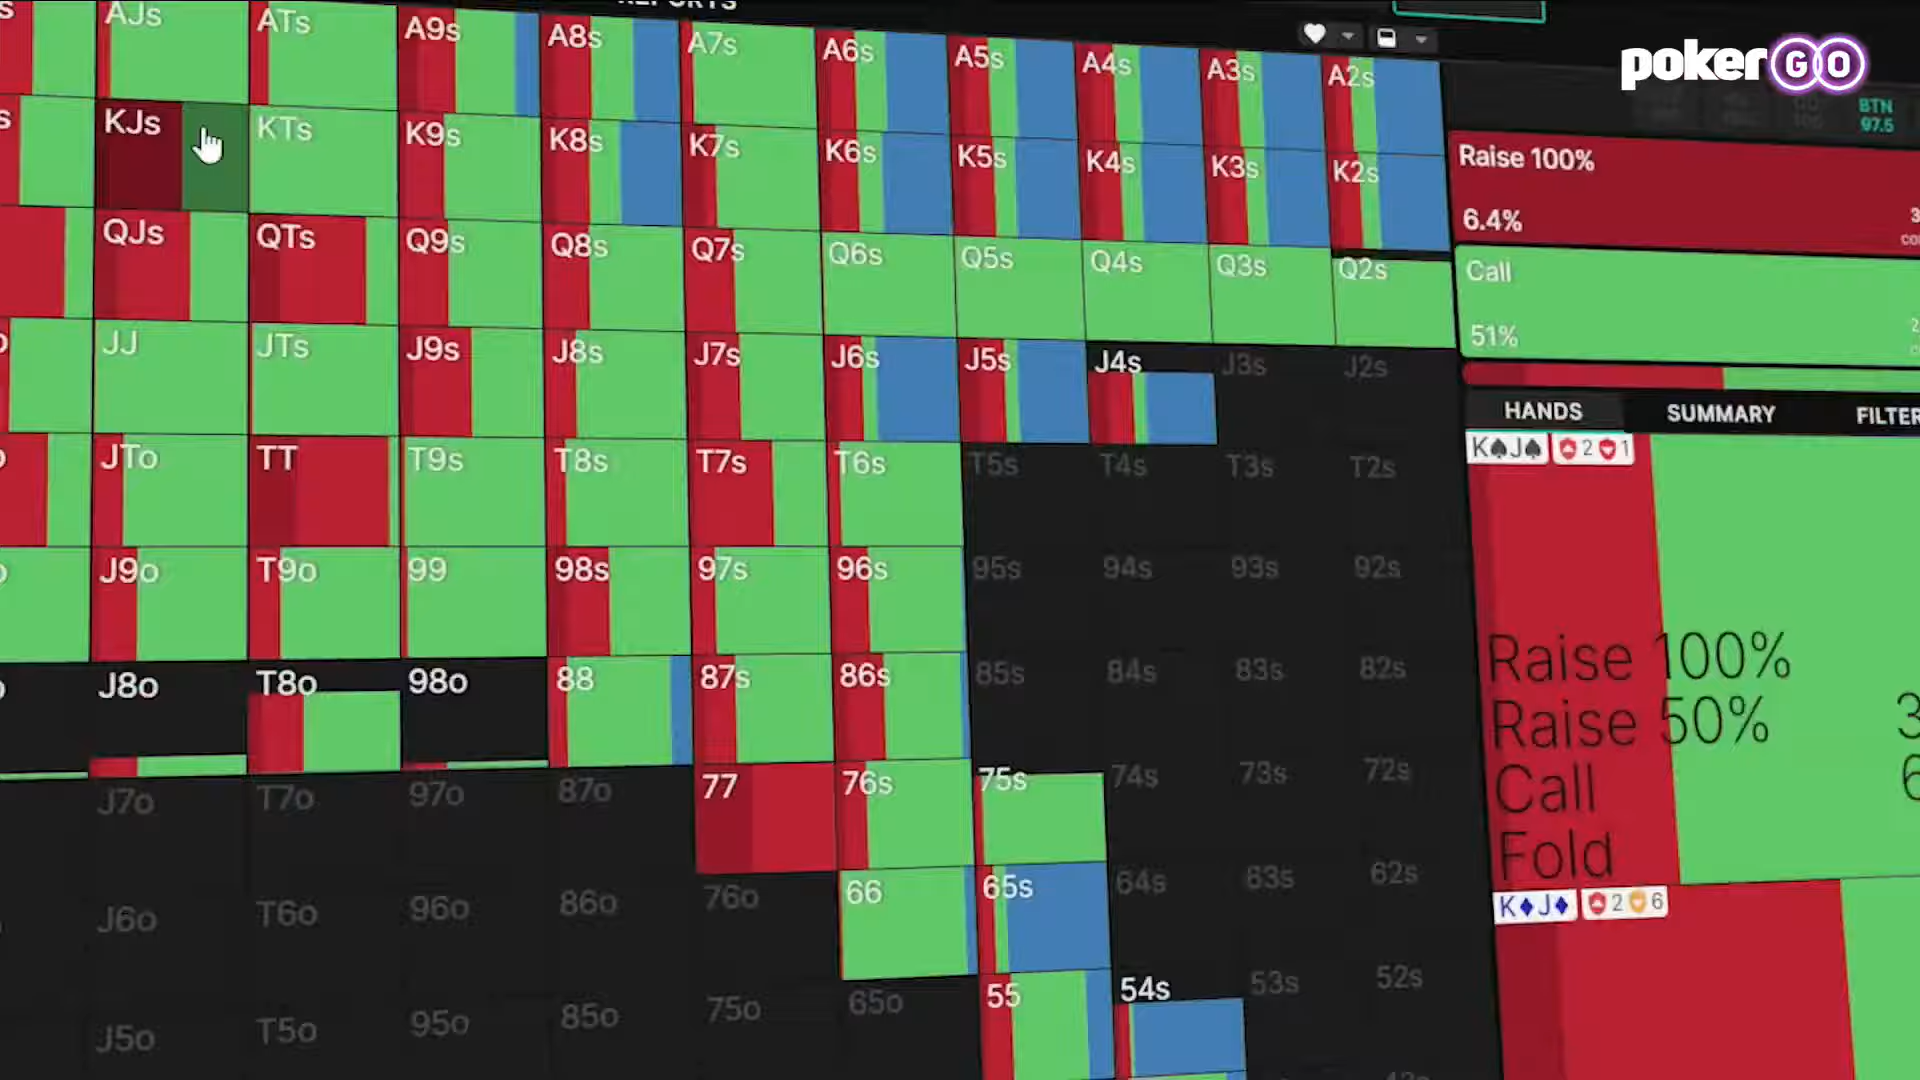 REPORTS
AJs ATs A9s A8s A7s A6s A5s A4s A3s A2s
KJs KTs K9s K8s K7s K6s K5s K4s K3s K2s
QJs QTs Q9s Q8s Q7s Q6s Q5s Q4s Q3s Q2s
JJ JTs J9s J8s J7s J6s J5s J4s J3s J2s
JTo TT T9s T8s T7s T6s T5s T4s T3s T2s
J9o T9o 99 98s 97s 96s 95s 94s 93s 92s
J8o T8o 98o 88 87s 86s 85s 84s 83s 82s
J7o T7o 97o 87o 77 76s 75s 74s 73s 72s
J6o T6o 96o 86o 76o 66 65s 64s 63s 62s
J5o T5o 95o 85o 75o 65o 55 54s 53s 52s
pokerGO
BTN
97.5
Raise 100%
6.4%
Call
51%
HANDS SUMMARY FILTER
K♠J♠ 2 1
Raise 100%
Raise 50%
Call
Fold
K♦J♦ 2 6